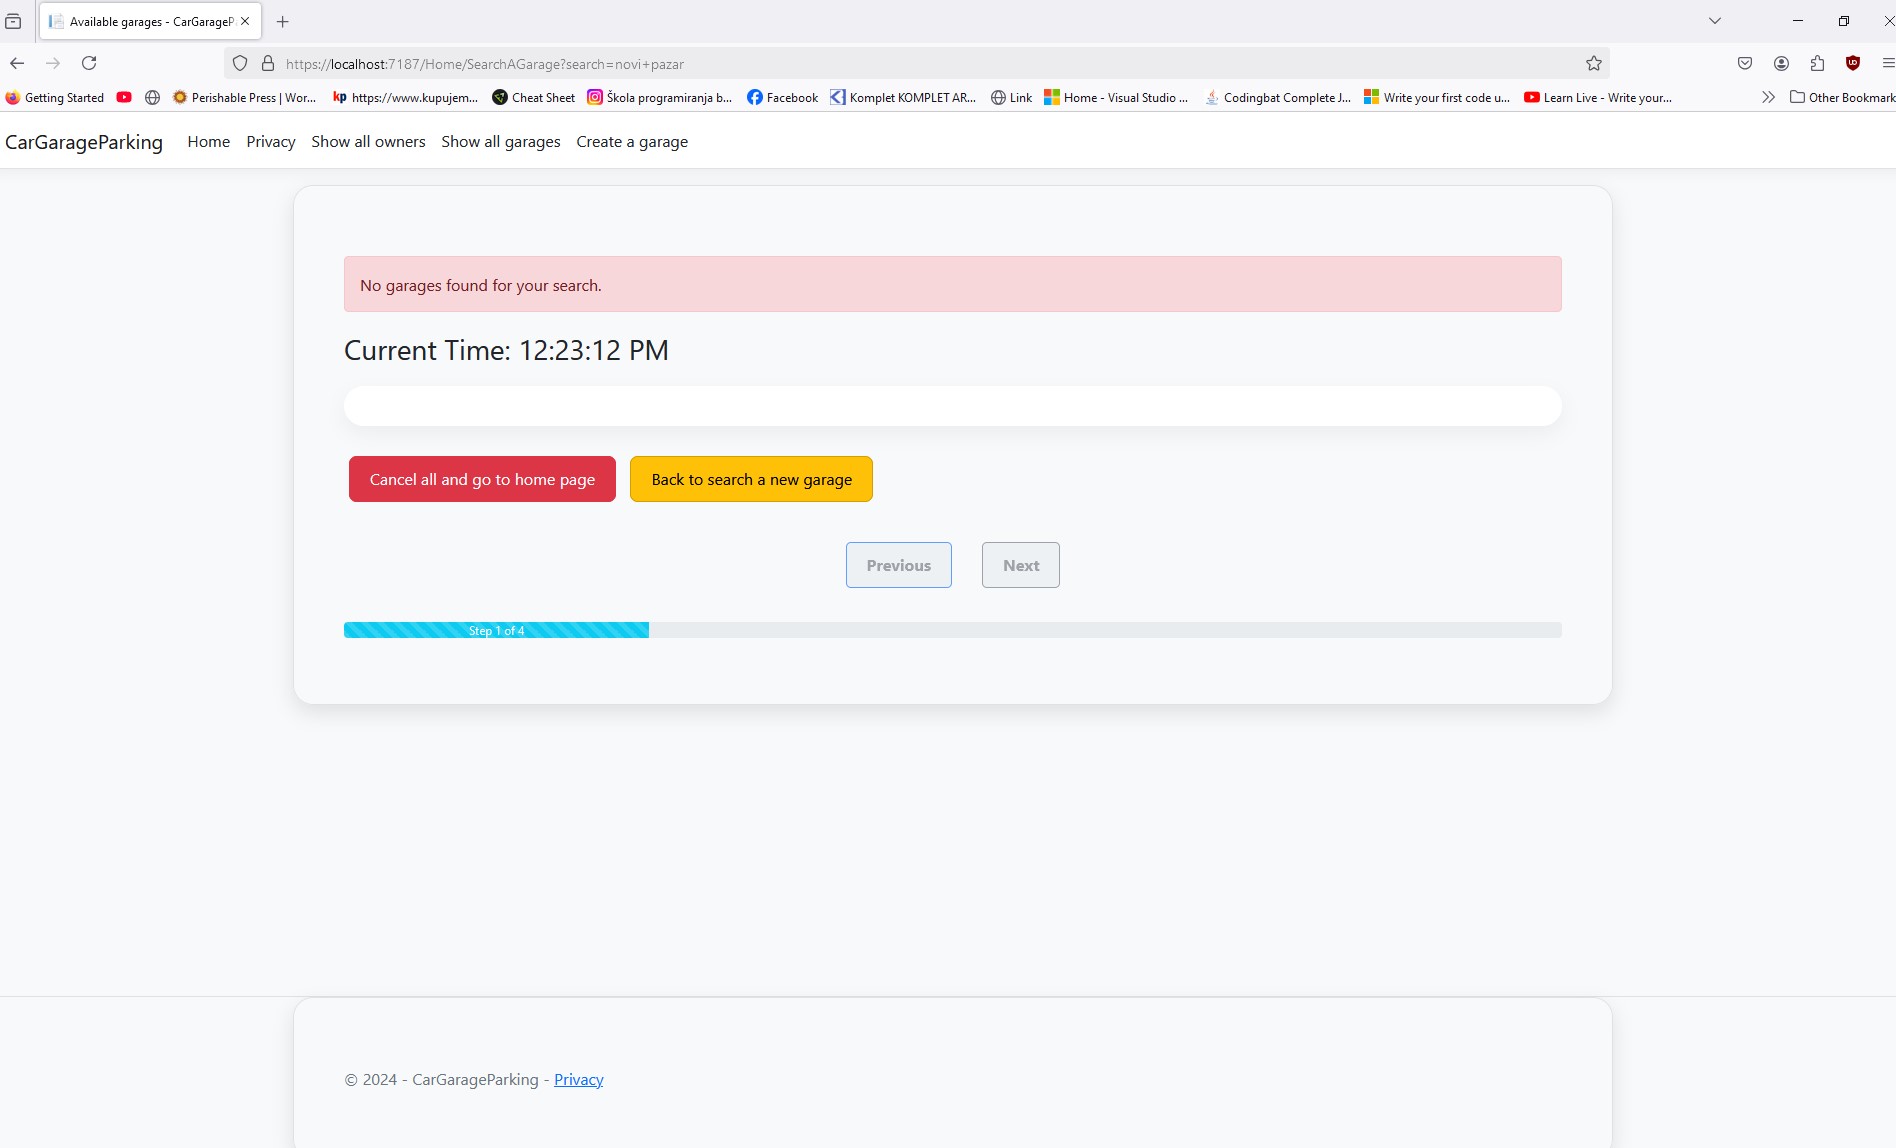 Available garages - CarGarageP
https://localhost:7187/Home/SearchAGarage?search=novi+pazar
Getting Started Perishable Press | Wor... kp https://www.kupujem... Cheat Sheet Škola programiranja b... Facebook Komplet KOMPLET AR... Link Home - Visual Studio ... Codingbat Complete J... Write your first code u... Learn Live - Write your... Other Bookmark
CarGarageParking Home Privacy Show all owners Show all garages Create a garage
No garages found for your search.
Current Time: 12:23:12 PM
Cancel all and go to home page Back to search a new garage
Previous Next
Step 1 of 4
© 2024 - CarGarageParking - Privacy